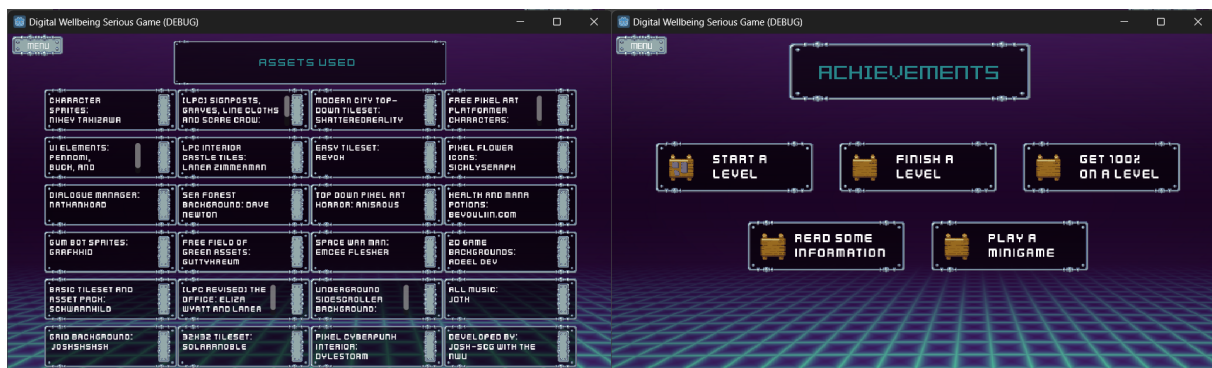 Digital Wellbeing Serious Game (DEBUG)
MENU
ASSETS USED
CHARACTER
SPRITES:
NIHEY TAHIZAWA
(LPC) SIGNPOSTS,
GRAVES, LINE CLOTHS
AND SCARE CROW:
MODERN CITY TOP-
DOWN TILESET:
SHATTEREDREALITY
FREE PIXEL ART
PLATFORMER
CHARACTERS:
UI ELEMENTS:
PENNOMI,
BUCH, AND
LPC INTERIOR
CASTLE TILES:
LANEA ZIMMERMAN
EASY TILESET:
REYOH
PIXEL FLOWER
ICONS:
SICHLYSERAPH
DIALOGUE MANAGER:
NATHANHOAD
SEA FOREST
BACKGROUND: DAVE
NEWTON
TOP DOWN PIXEL ART
HORROR: ANISAOUS
HEALTH AND MANA
POTIONS:
BEYOULIIN.COM
GUM BOT SPRITES:
GRAFXKID
FREE FIELD OF
GREEN ASSETS:
GUTTYKREUM
SPACE WAR MAN:
EMCEE FLESHER
2D GAME
BACKGROUNDS:
ADEEL DEV
BASIC TILESET AND
ASSET PACK:
SCHWARNHILD
(LPC REVISED) THE
OFFICE: ELIZA
WYATT AND LANEA
UNDERGROUND
SIDESCROLLER
BACKGROUND:
ALL MUSIC:
JOTH
GRID BACKGROUND:
JOSHSHSHSH
32X32 TILESET:
SOLARANOBLE
PIXEL CYBERPUNK
INTERIOR:
DYLESTORM
DEVELOPED BY:
JOSH-SCG WITH THE
NWU
Digital Wellbeing Serious Game (DEBUG)
MENU
ACHIEVEMENTS
START A
LEVEL
FINISH A
LEVEL
GET 100%
ON A LEVEL
READ SOME
INFORMATION
PLAY A
MINIGAME